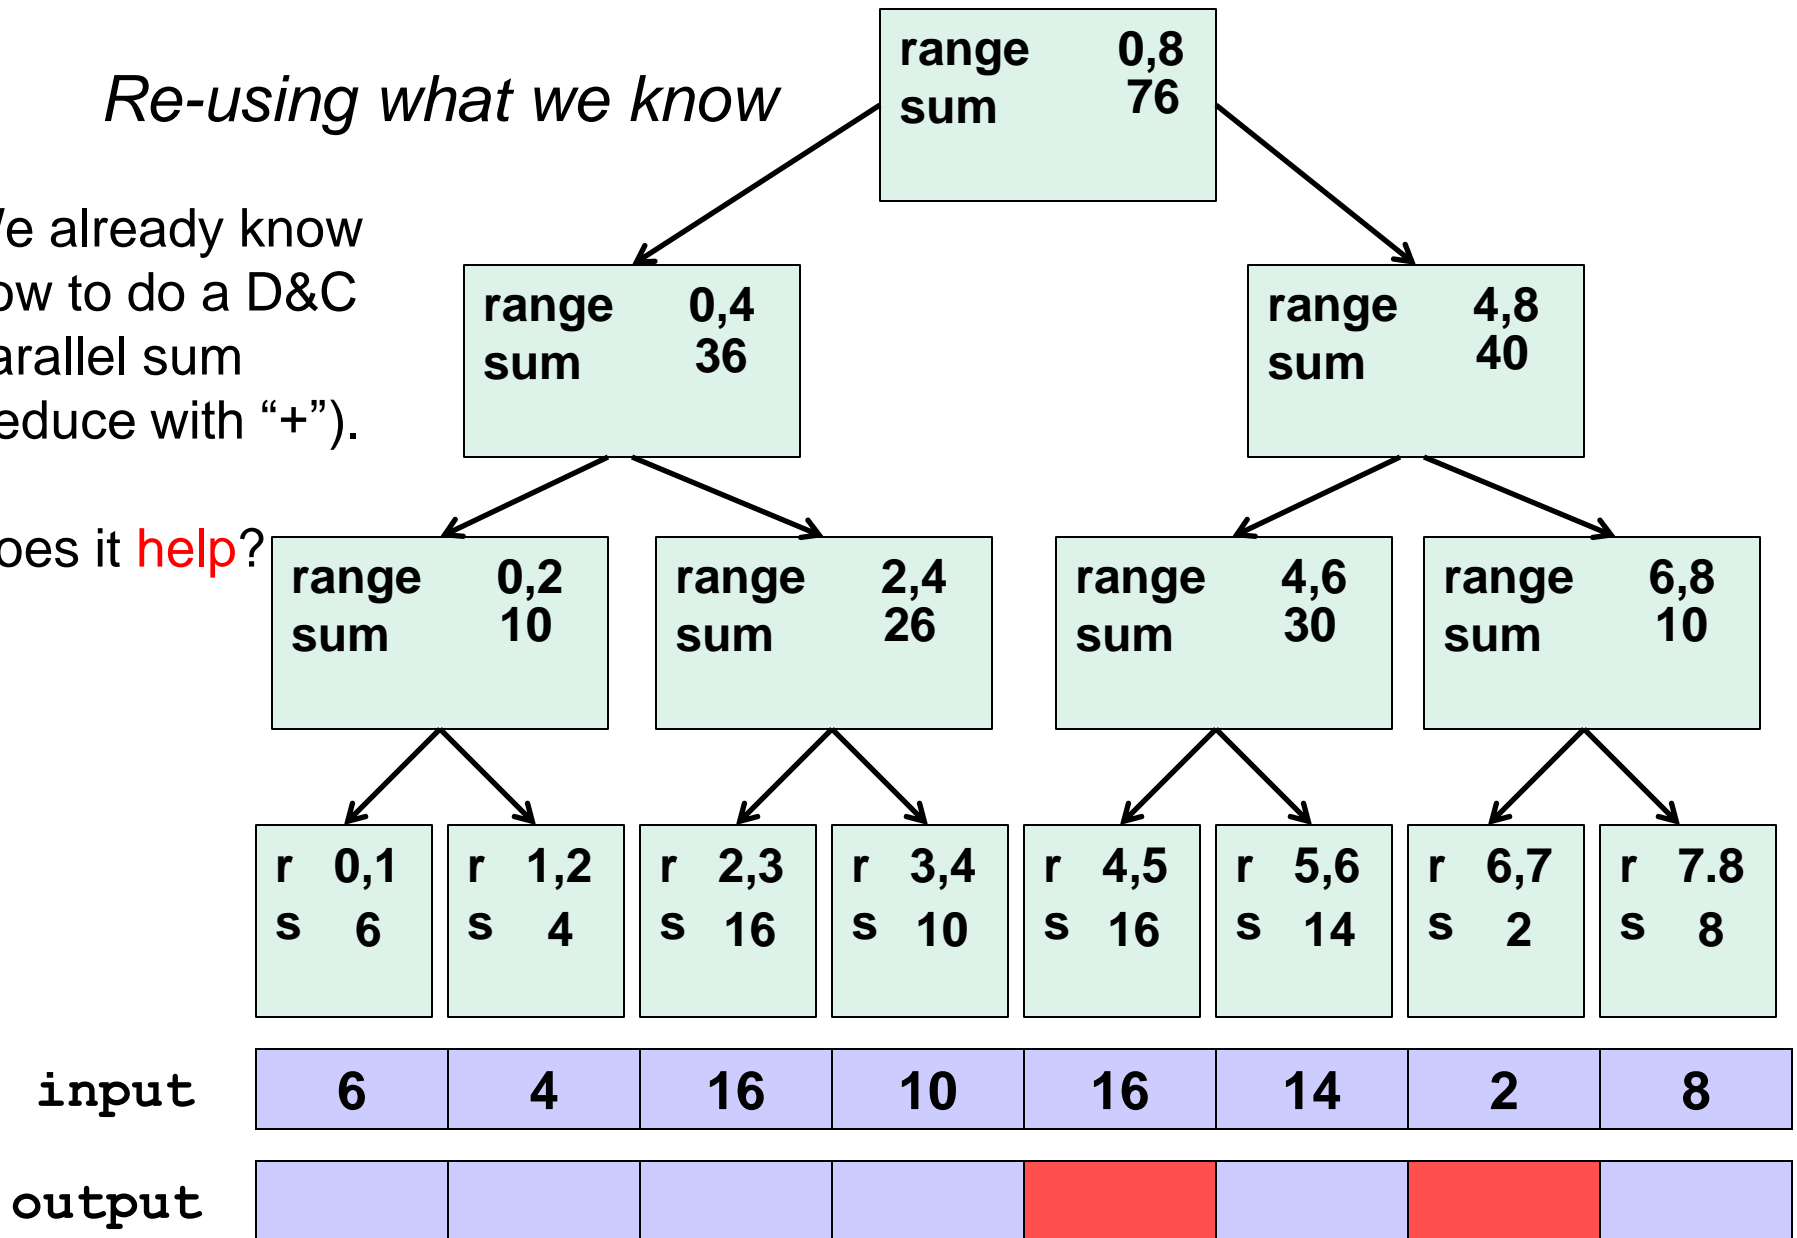 Re-using what we know
range 0,8
sum 76
e already know
ow to do a D&C
arallel sum
educe with “+”).
oes it help?
range 0,4
sum 36
range 4,8
sum 40
range 0,2
sum 10
range 2,4
sum 26
range 4,6
sum 30
range 6,8
sum 10
r 0,1
s 6
r 1,2
s 4
r 2,3
s 16
r 3,4
s 10
r 4,5
s 16
r 5,6
s 14
r 6,7
s 2
r 7.8
s 8
input 6 4 16 10 16 14 2 8
output